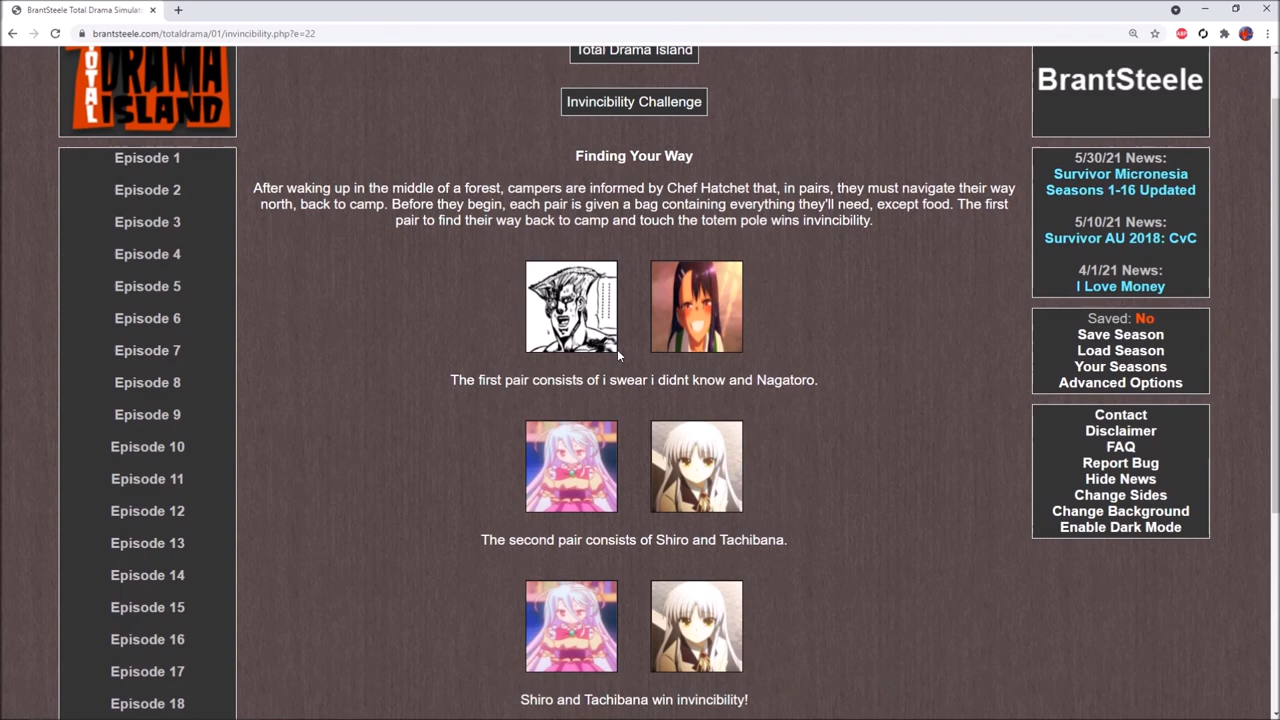 BrantSteele Total Drama Simulat
brantsteele.com/totaldrama/01/invincibility.php?e=22
TOTAL
DRAMA
ISLAND
Episode 1
Episode 2
Episode 3
Episode 4
Episode 5
Episode 6
Episode 7
Episode 8
Episode 9
Episode 10
Episode 11
Episode 12
Episode 13
Episode 14
Episode 15
Episode 16
Episode 17
Episode 18
Total Drama Island
Invincibility Challenge
Finding Your Way
After waking up in the middle of a forest, campers are informed by Chef Hatchet that, in pairs, they must navigate their way
north, back to camp. Before they begin, each pair is given a bag containing everything they'll need, except food. The first
pair to find their way back to camp and touch the totem pole wins invincibility.
The first pair consists of i swear i didnt know and Nagatoro.
The second pair consists of Shiro and Tachibana.
Shiro and Tachibana win invincibility!
BrantSteele
5/30/21 News:
Survivor Micronesia
Seasons 1-16 Updated
5/10/21 News:
Survivor AU 2018: CvC
4/1/21 News:
I Love Money
Saved: No
Save Season
Load Season
Your Seasons
Advanced Options
Contact
Disclaimer
FAQ
Report Bug
Hide News
Change Sides
Change Background
Enable Dark Mode